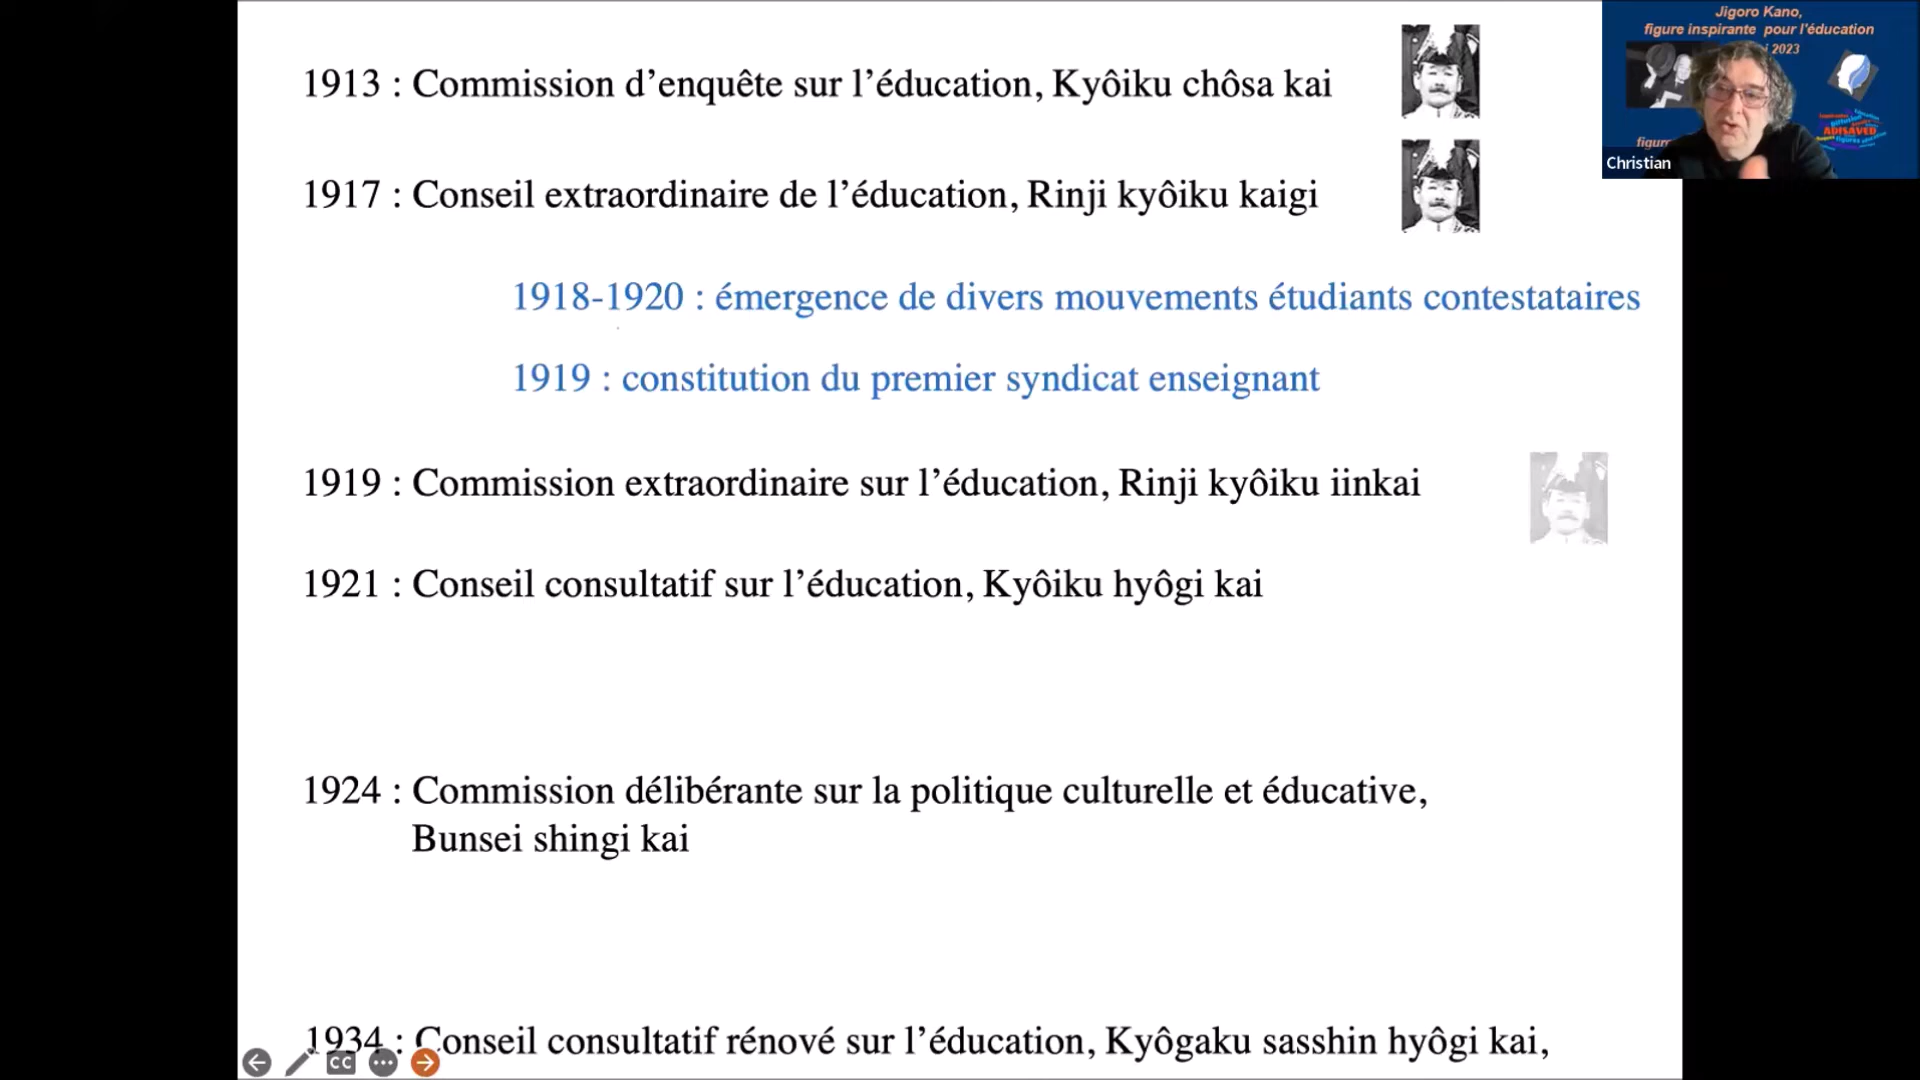 1913 : Commission d’enquête sur l’éducation, Kyôiku chôsa kai
1917 : Conseil extraordinaire de l’éducation, Rinji kyôiku kaigi
1918-1920 : émergence de divers mouvements étudiants contestataires
1919 : constitution du premier syndicat enseignant
1919 : Commission extraordinaire sur l’éducation, Rinji kyôiku iinkai
1921 : Conseil consultatif sur l’éducation, Kyôiku hyôgi kai
1924 : Commission délibérante sur la politique culturelle et éducative,
Bunsei shingi kai
1934 : Conseil consultatif rénové sur l’éducation, Kyôgaku sasshin hyôgi kai,
CC
Jigoro Kano,
figure inspirante pour l'éducation
2023
ADISAVED
Christian